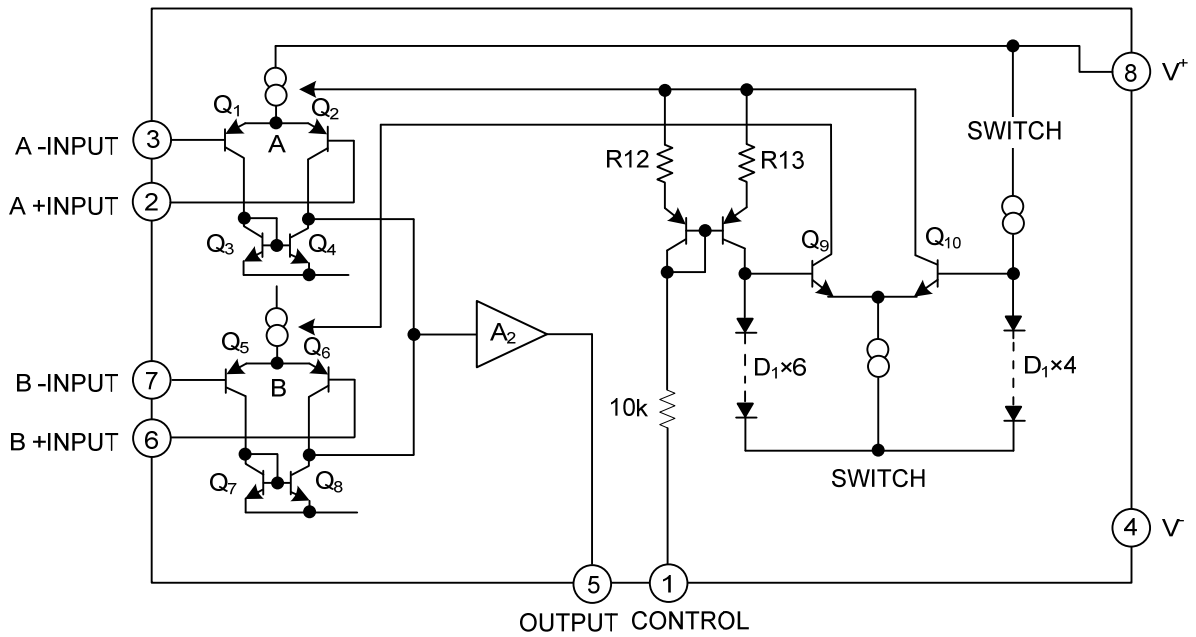 8 V⁺
SWITCH
Q₁ Q₂
A
3 A -INPUT
2 A +INPUT
R12 R13
Q₃ Q₄
Q₉ Q₁₀
Q₅ Q₆
B
7 B -INPUT
6 B +INPUT
A₂
D₁×6 D₁×4
10k
Q₇ Q₈
SWITCH
4 V⁻
5 OUTPUT
1 CONTROL